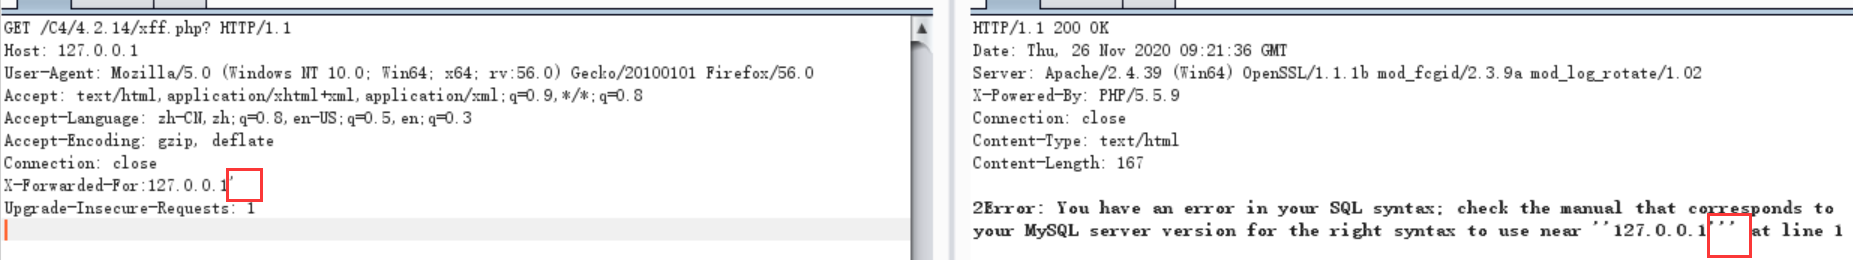 GET /C4/4.2.14/xff.php? HTTP/1.1
Host: 127.0.0.1
User-Agent: Mozilla/5.0 (Windows NT 10.0; Win64; x64; rv:56.0) Gecko/20100101 Firefox/56.0
Accept: text/html,application/xhtml+xml,application/xml;q=0.9,*/*;q=0.8
Accept-Language: zh-CN,zh;q=0.8,en-US;q=0.5,en;q=0.3
Accept-Encoding: gzip, deflate
Connection: close
X-Forwarded-For:127.0.0.1'
Upgrade-Insecure-Requests: 1
HTTP/1.1 200 OK
Date: Thu, 26 Nov 2020 09:21:36 GMT
Server: Apache/2.4.39 (Win64) OpenSSL/1.1.1b mod_fcgid/2.3.9a mod_log_rotate/1.02
X-Powered-By: PHP/5.5.9
Connection: close
Content-Type: text/html
Content-Length: 167
2Error: You have an error in your SQL syntax; check the manual that corresponds to
your MySQL server version for the right syntax to use near ''127.0.0.1''' at line 1